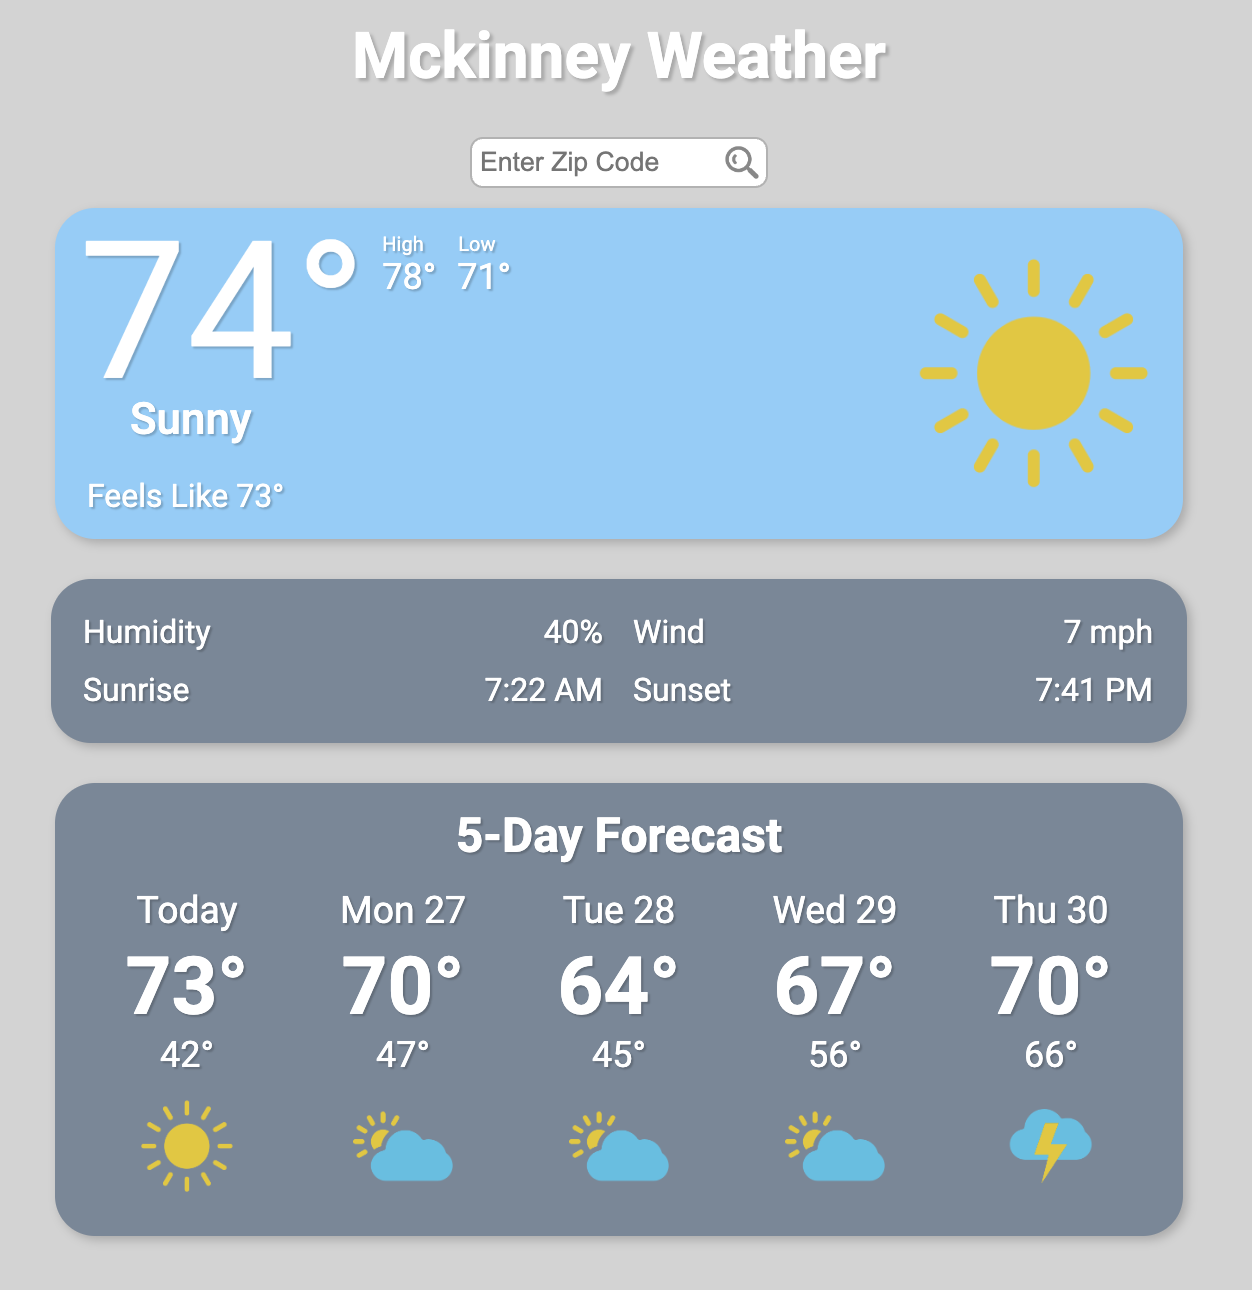 Mckinney Weather
Enter Zip Code
74°
High Low
78° 71°
Sunny
Feels Like 73°
Humidity 40% Wind 7 mph
Sunrise 7:22 AM Sunset 7:41 PM
5-Day Forecast
Today Mon 27 Tue 28 Wed 29 Thu 30
73° 70° 64° 67° 70°
42° 47° 45° 56° 66°